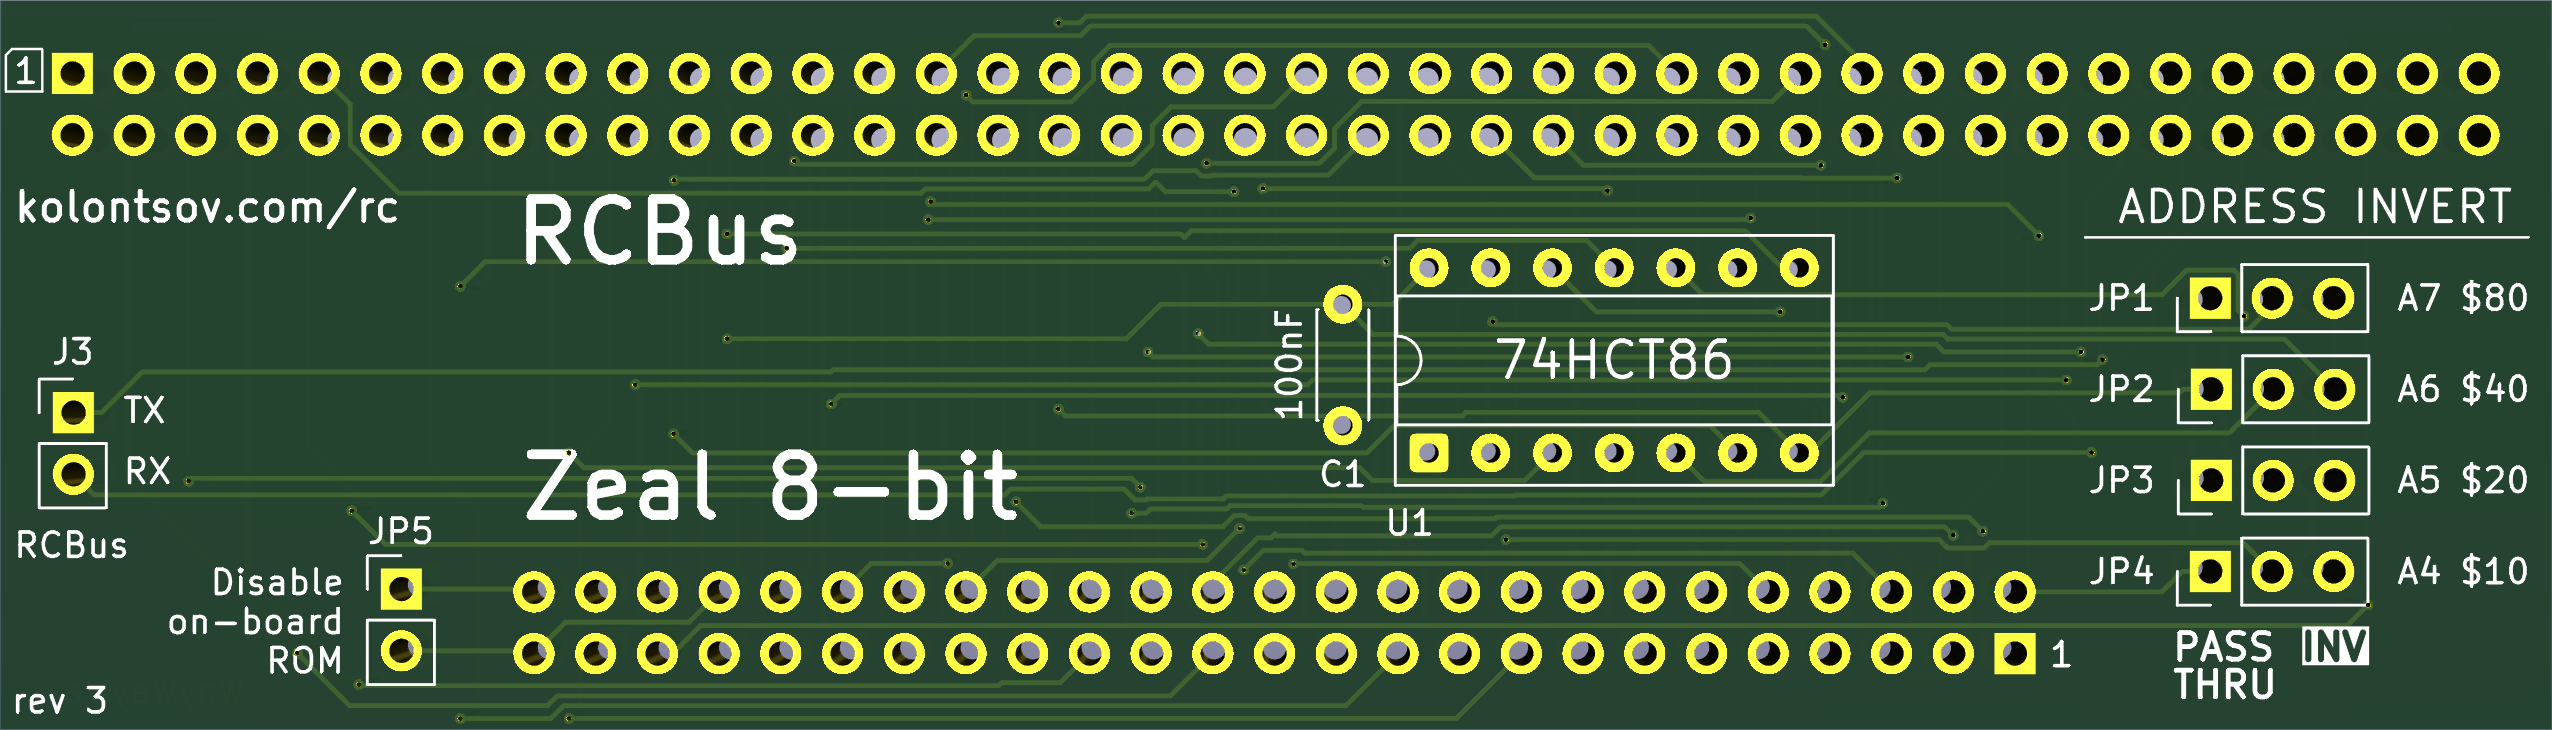 1
kolontsov.com/rc
RCBus
ADDRESS INVERT
JP1
A7 $80
JP2
A6 $40
JP3
A5 $20
JP4
A4 $10
PASS
THRU
INV
100nF
C1
74HCT86
U1
J3
TX
RX
RCBus
Zeal 8-bit
JP5
Disable
on-board
ROM
1
rev 3